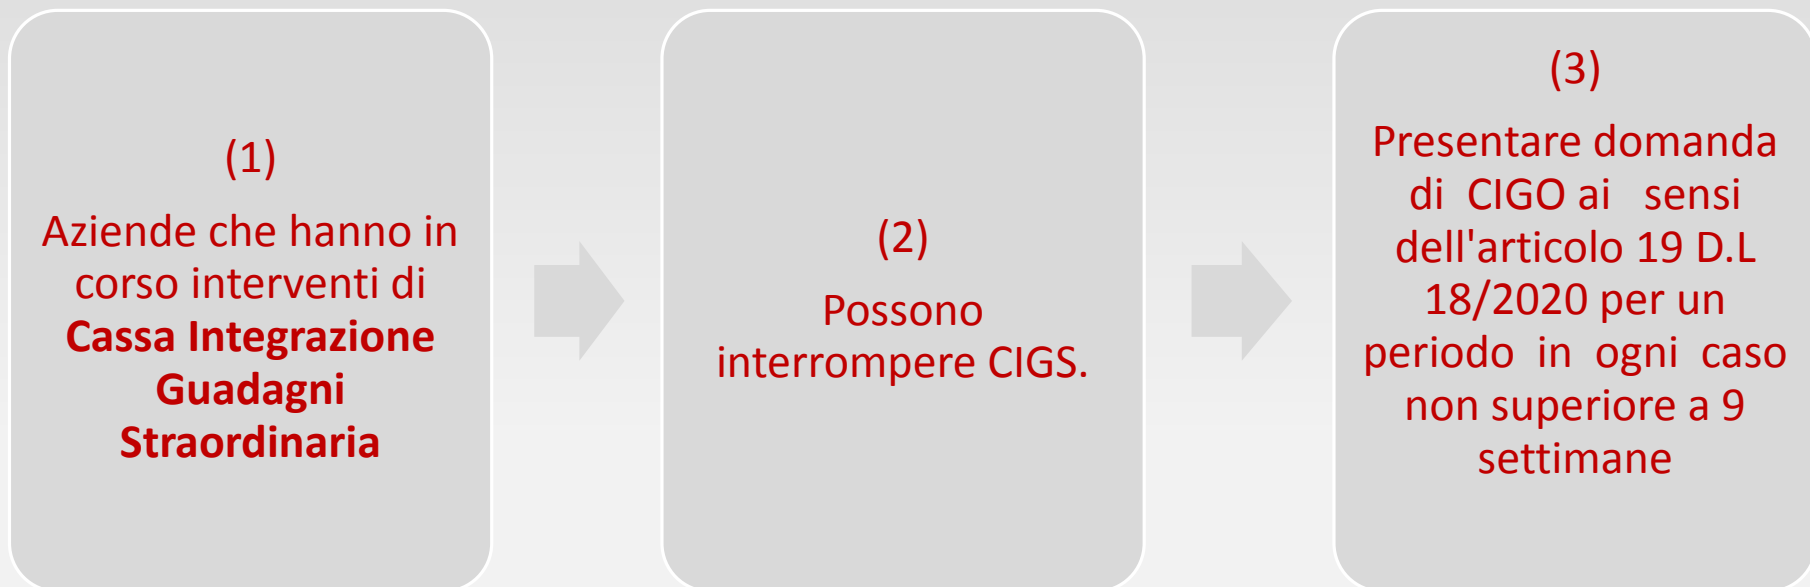 (1)
Aziende che hanno in
corso interventi di
Cassa Integrazione
Guadagni
Straordinaria
(2)
Possono
interrompere CIGS.
(3)
Presentare domanda
di CIGO ai sensi
dell'articolo 19 D.L
18/2020 per un
periodo in ogni caso
non superiore a 9
settimane